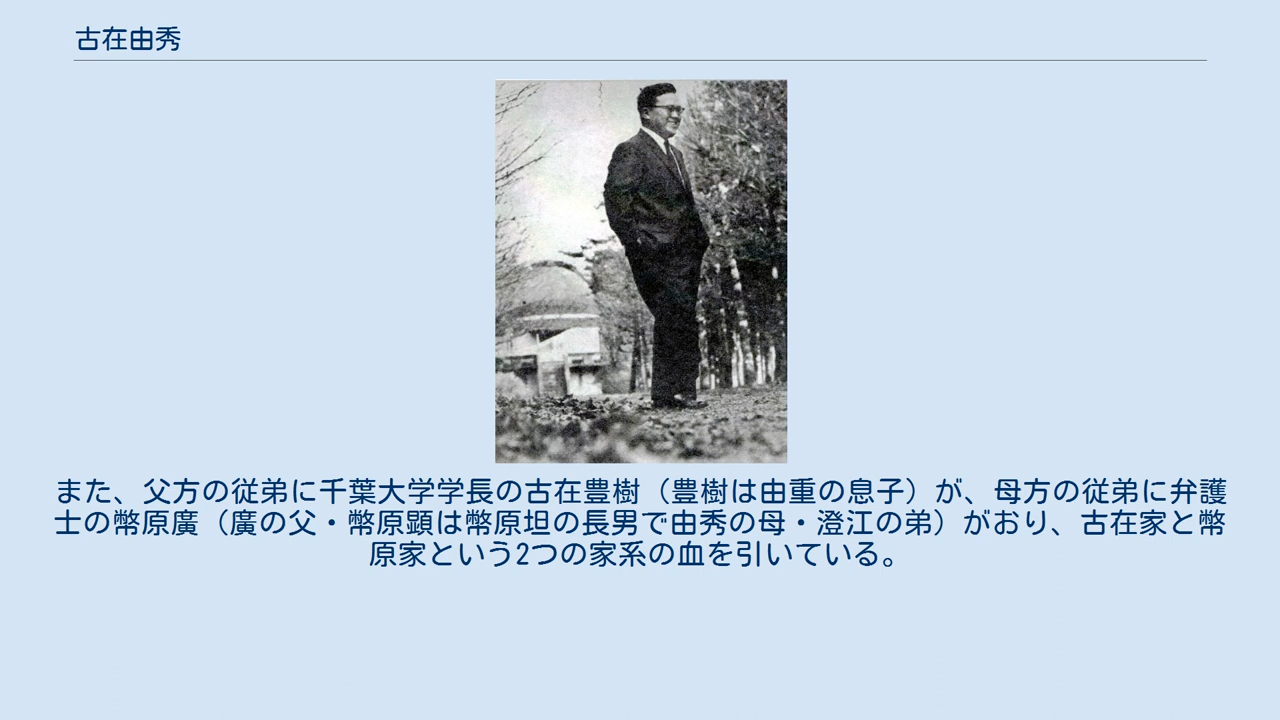 古在由秀
また、父方の従弟に千葉大学学長の古在豊樹（豊樹は由重の息子）が、母方の従弟に弁護
士の幣原廣（廣の父・幣原顕は幣原坦の長男で由秀の母・澄江の弟）がおり、古在家と幣
原家という2つの家系の血を引いている。